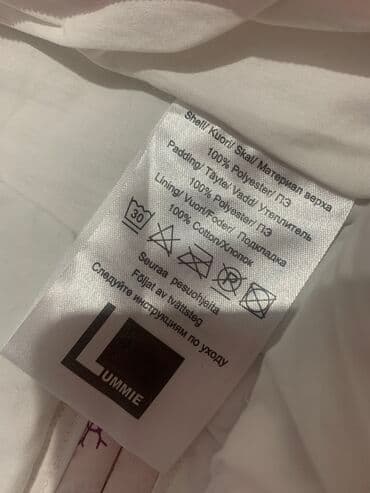 Shell/ Kuori/ Skal/ Материал верха
100% Polyester/ ПЭ
Padding/ Täyte/ Vadd/ утеплитель
100% Polyester/ ПЭ
Lining/ Vuori/Foder/ Подкладка
100% Cotton/Хлопок
30
P
Seuraa pesuohjeita
Följat av tvättsteg
Следуйте инструкциям по уходу
LUMMIE